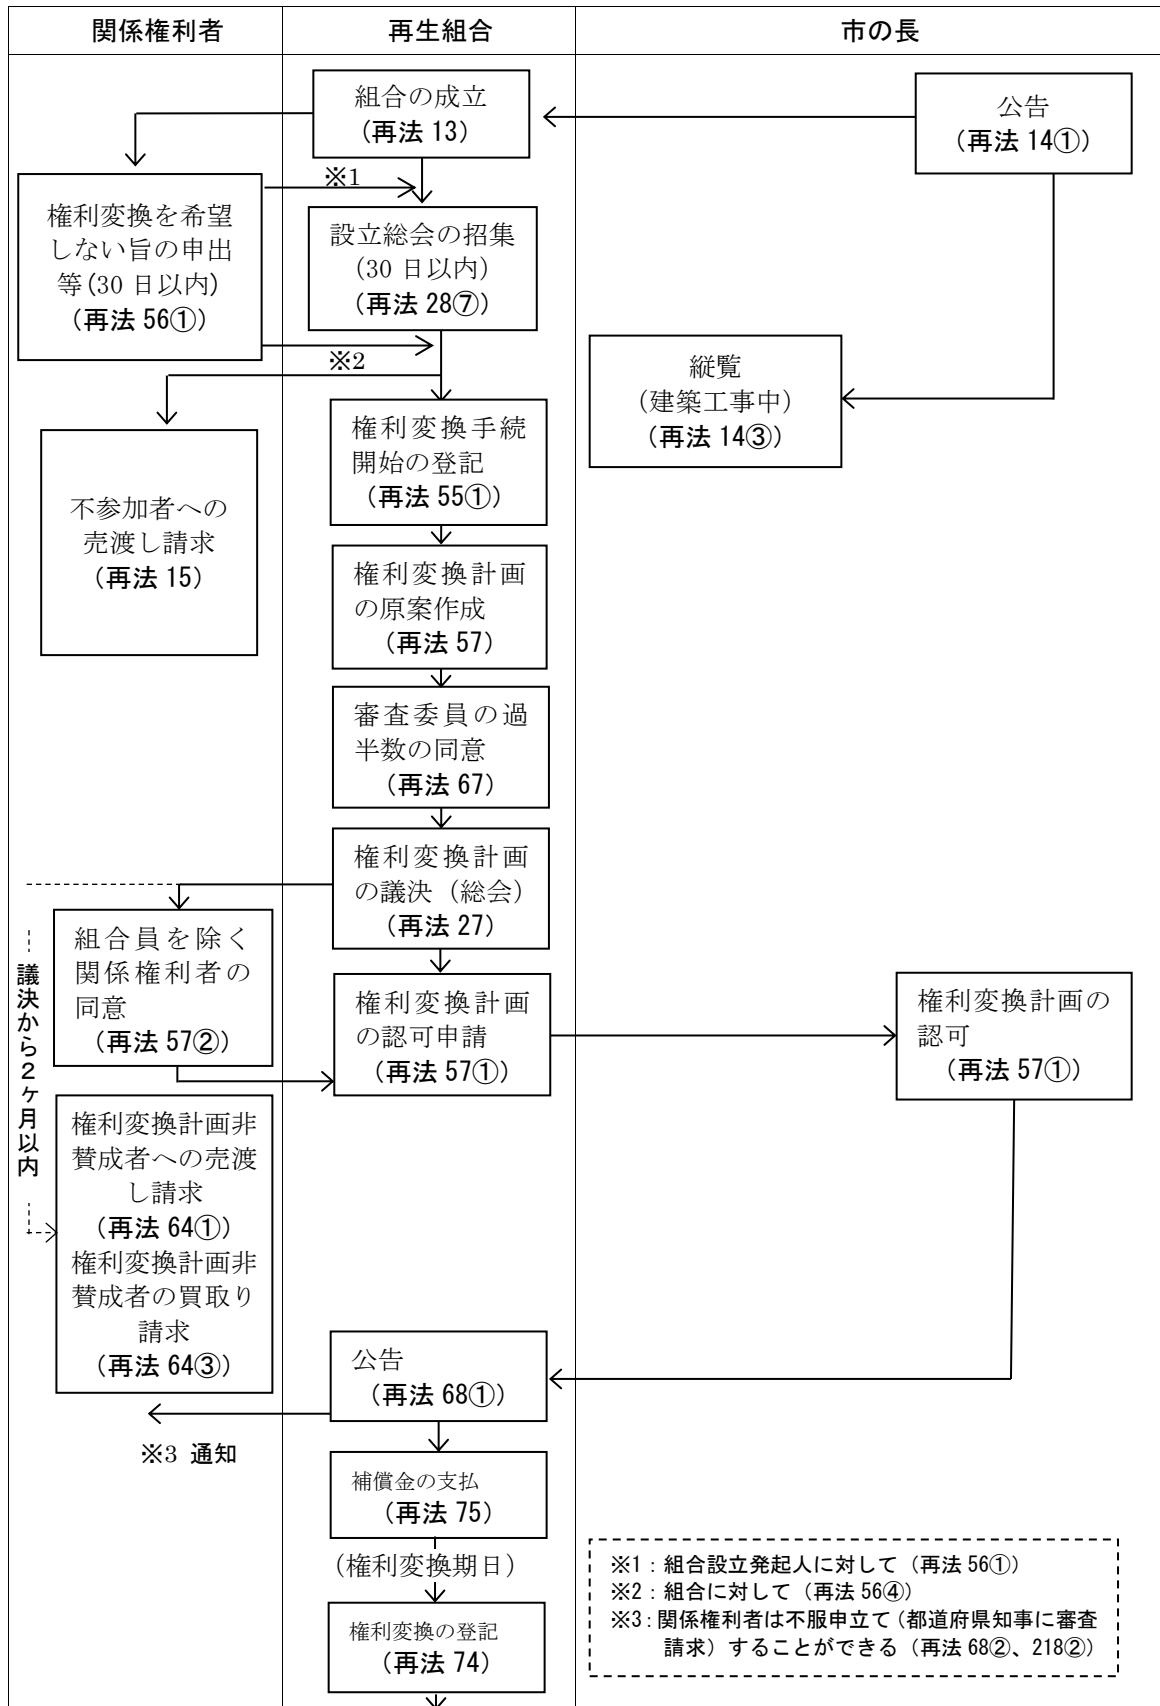 関係権利者
再生組合
市の長
組合の成立
（再法 13）
公告
（再法 14①）
※1
権利変換を希望
しない旨の申出
等(30 日以内)
（再法 56①）
設立総会の招集
(30 日以内)
（再法 28⑦）
※2
縦覧
（建築工事中）
（再法 14③）
権利変換手続
開始の登記
（再法 55①）
不参加者への
売渡し請求
（再法 15）
権利変換計画
の原案作成
（再法 57）
審査委員の過
半数の同意
（再法 67）
権利変換計画
の議決（総会）
（再法 27）
組合員を除く
関係権利者の
同意
（再法 57②）
議決から２ヶ月以内
権利変換計画
の認可申請
（再法 57①）
権利変換計画の
認可
（再法 57①）
権利変換計画非
賛成者への売渡
し請求
（再法 64①）
権利変換計画非
賛成者の買取り
請求
（再法 64③）
公告
（再法 68①）
※3 通知
補償金の支払
（再法 75）
(権利変換期日)
権利変換の登記
（再法 74）
※1：組合設立発起人に対して（再法 56①）
※2：組合に対して（再法 56④）
※3：関係権利者は不服申立て（都道府県知事に審査
請求）することができる（再法 68②、218②）